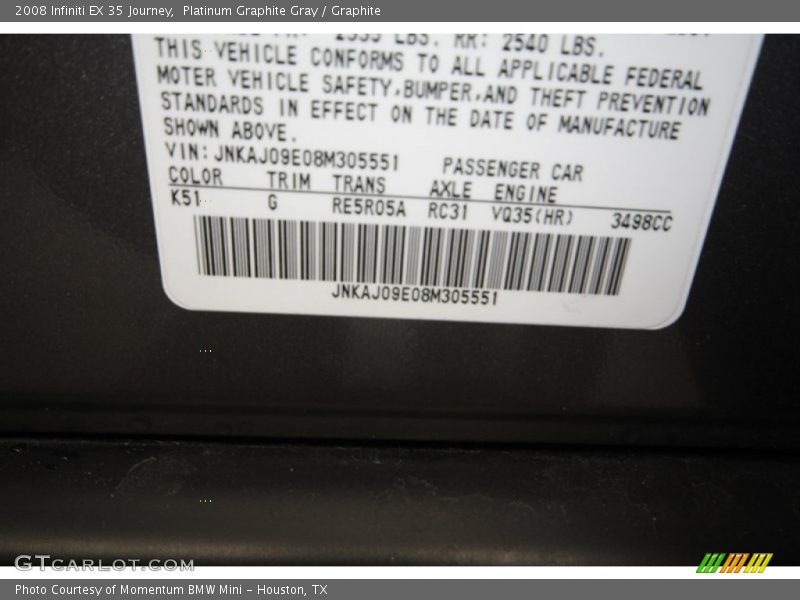 2008 Infiniti EX 35 Journey, Platinum Graphite Gray / Graphite
LBS. RR: 2540 LBS.
THIS VEHICLE CONFORMS TO ALL APPLICABLE FEDERAL
MOTOR VEHICLE SAFETY,BUMPER,AND THEFT PREVENTION
STANDARDS IN EFFECT ON THE DATE OF MANUFACTURE
SHOWN ABOVE.
VIN: JNKAJ09E08M305551 PASSENGER CAR
COLOR TRIM TRANS AXLE ENGINE
K51 G RE5R05A RC31 VQ35(HR) 3498CC
JNKAJ09E08M305551
GTCARLOT.COM
Photo Courtesy of Momentum BMW Mini - Houston, TX